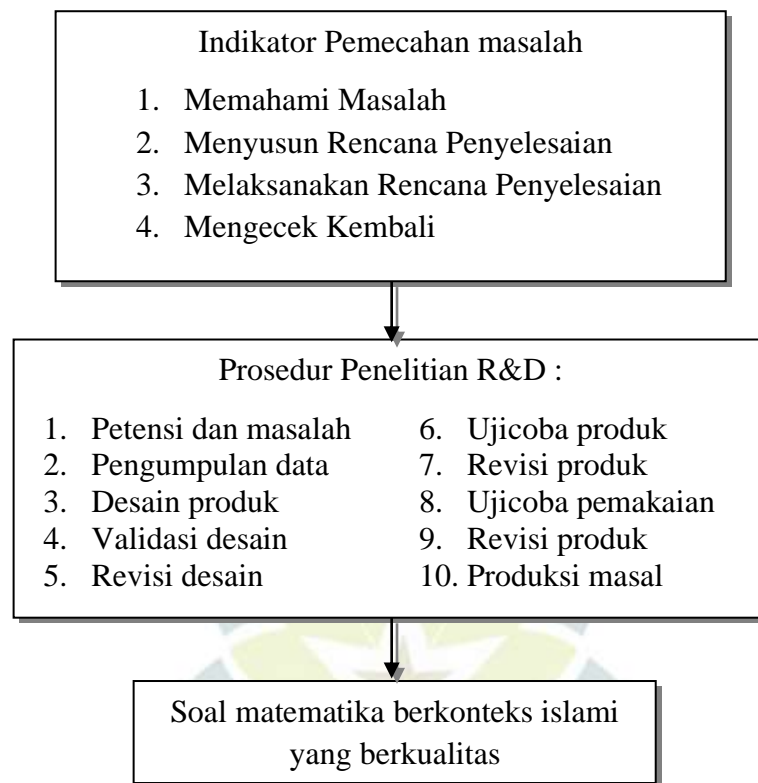 Indikator Pemecahan masalah
1. Memahami Masalah
2. Menyusun Rencana Penyelesaian
3. Melaksanakan Rencana Penyelesaian
4. Mengecek Kembali
Prosedur Penelitian R&D :
1. Petensi dan masalah
2. Pengumpulan data
3. Desain produk
4. Validasi desain
5. Revisi desain
6. Ujicoba produk
7. Revisi produk
8. Ujicoba pemakaian
9. Revisi produk
10. Produksi masal
Soal matematika berkonteks islami
yang berkualitas